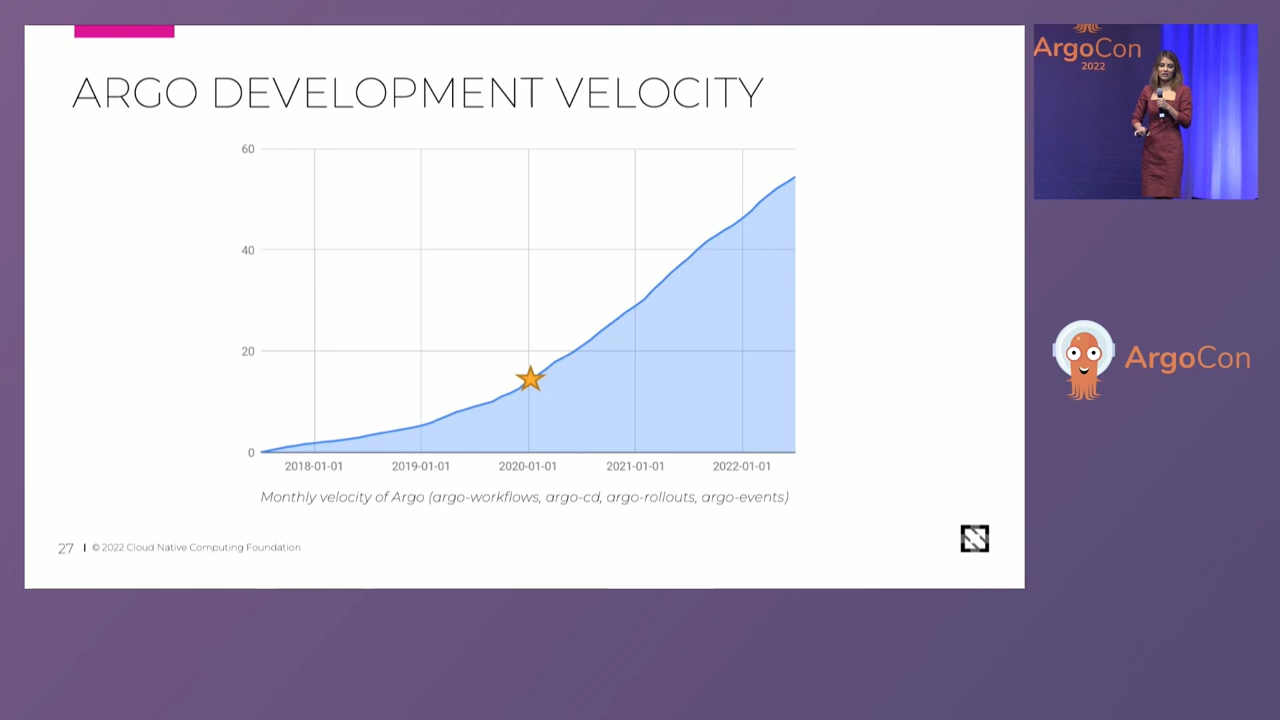 ARGO DEVELOPMENT VELOCITY
60
40
20
0
2018-01-01 2019-01-01 2020-01-01 2021-01-01 2022-01-01
Monthly velocity of Argo (argo-workflows, argo-cd, argo-rollouts, argo-events)
27 I © 2022 Cloud Native Computing Foundation
ArgoCon
2022
ArgoCon